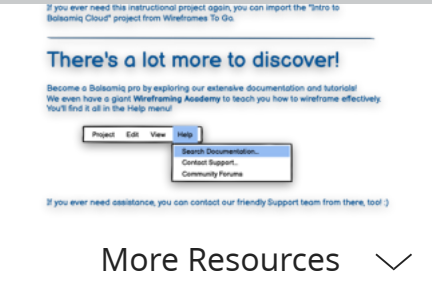 If you ever need this instructional project again, you can import the "Intro to
Balsamiq Cloud" project from Wireframes To Go.
There's a lot more to discover!
Become a Balsamiq pro by exploring our extensive documentation and tutorials!
We even have a giant Wireframing Academy to teach you how to wireframe effectively.
You'll find it all in the Help menu!
Project Edit View Help
Search Documentation...
Contact Support...
Community Forums
If you ever need assistance, you can contact our friendly Support team from there, too! :)
More Resources